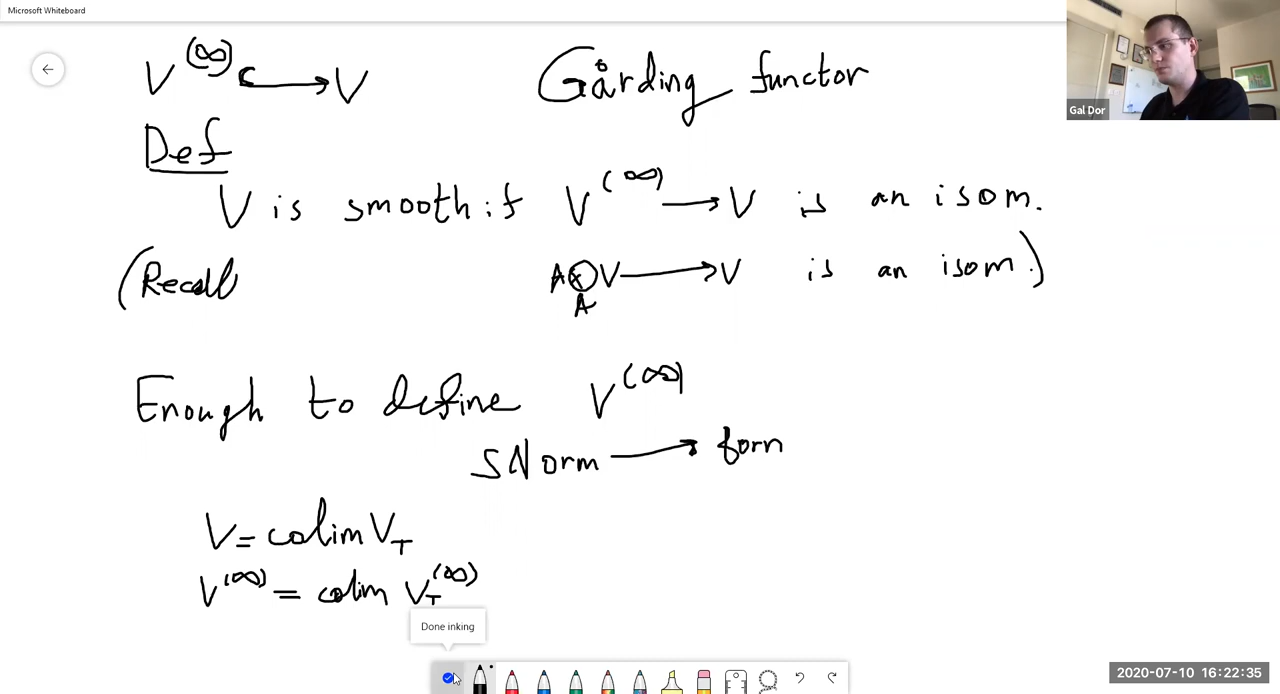 Microsoft Whiteboard
V^(∞) ↪ V Gårding functor
Def
V is smooth if V^(∞) → V is an isom.
(Recall A⊗_A V → V is an isom.)
Gal Dor
Enough to define V^(∞)
SNorm → Born
V = colim V_T
V^(∞) = colim V_T^(∞)
Done inking
2020-07-10 16:22:35